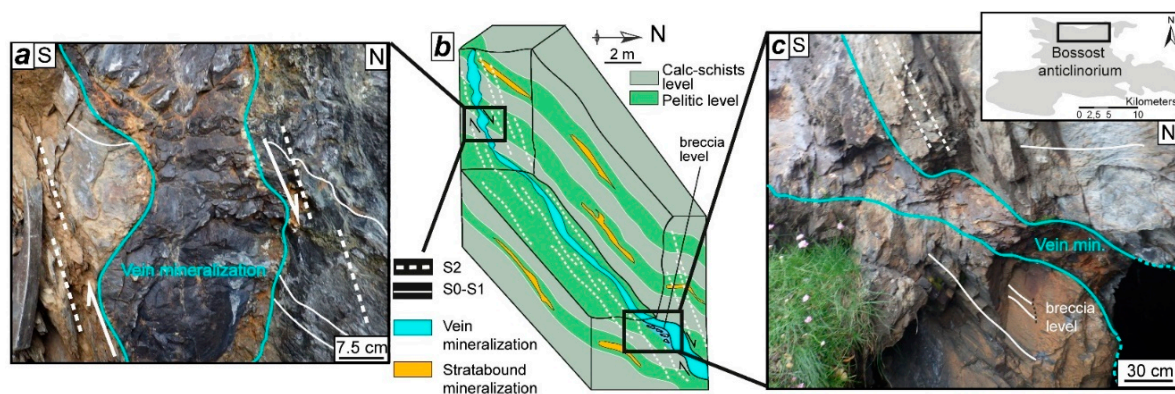 a S
N
Vein mineralization
7.5 cm
b
N
2 m
Calc-schists
level
Pelitic level
breccia
level
S2
S0-S1
Vein
mineralization
Stratabound
mineralization
c S
N
Vein min.
breccia
level
30 cm
N
Bossost
anticlinorium
Kilometers
0 2,5 5 10